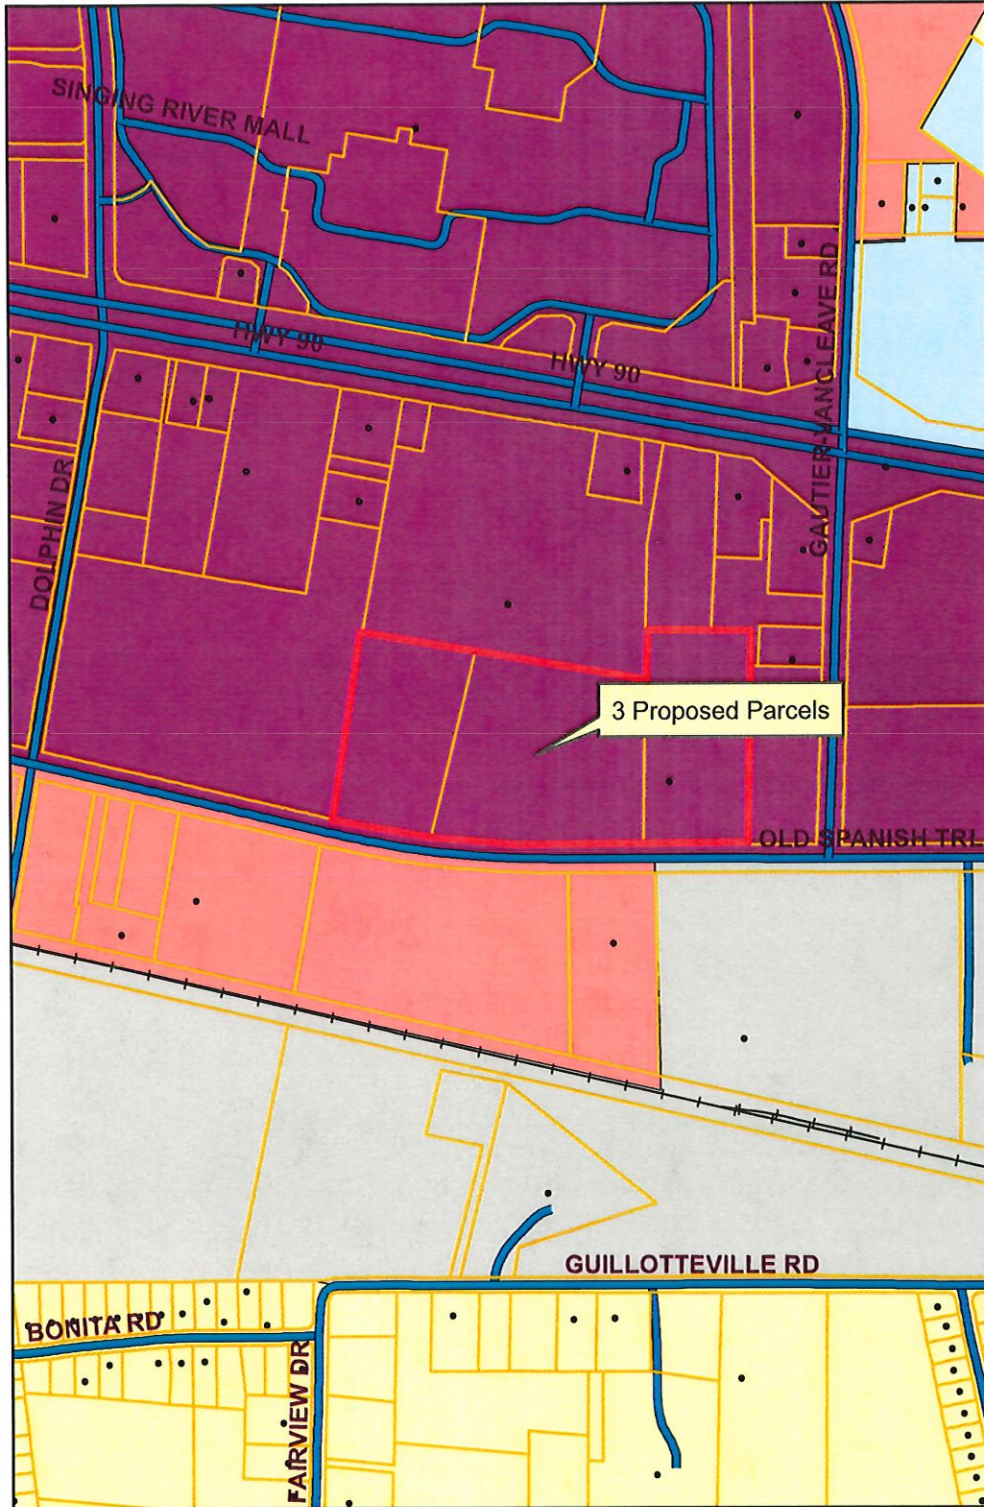 SINGING RIVER MALL
HWY 90
HWY 90
GAUTIER-VANCLEAVE RD
DOLPHIN DR
3 Proposed Parcels
OLD SPANISH TRL
GUILLOTTEVILLE RD
BONITA RD
FAIRVIEW DR